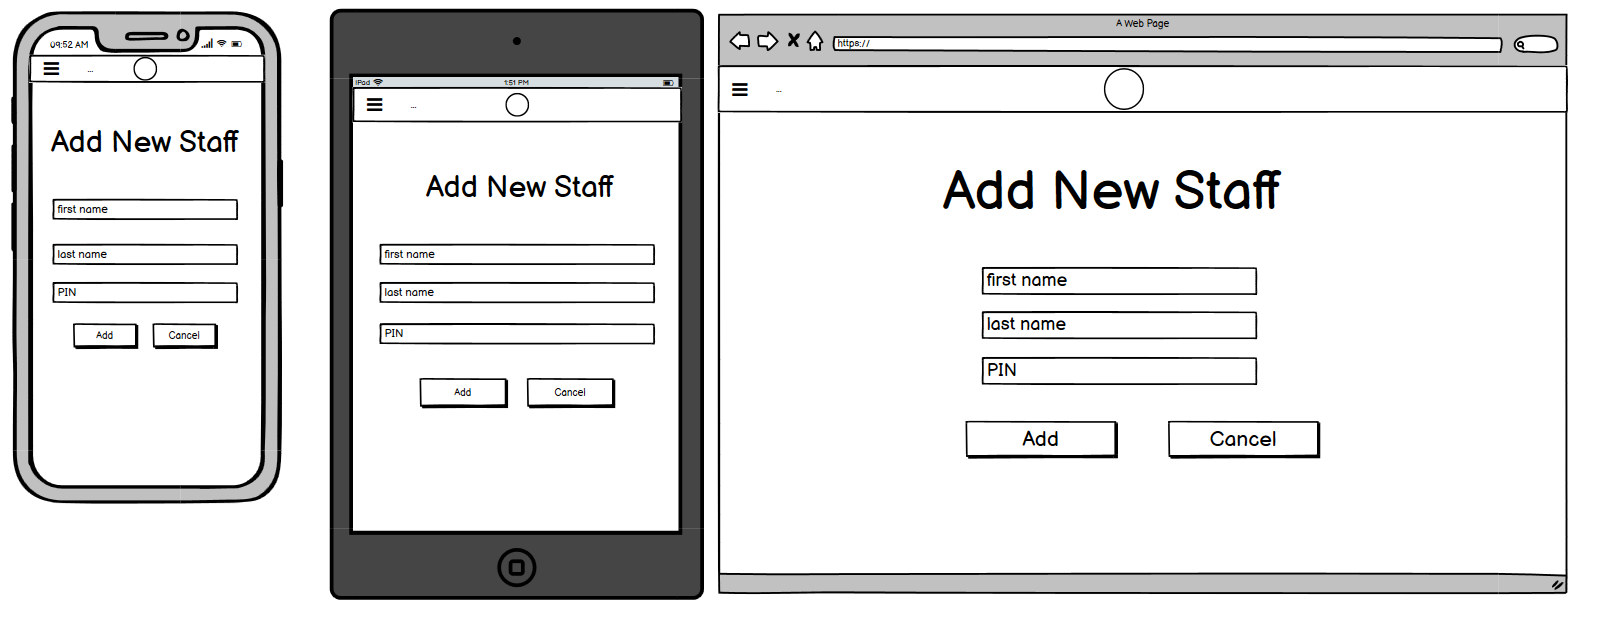 09:52 AM
...
Add New Staff
first name
last name
PIN
Add Cancel
iPad 1:51 PM
...
Add New Staff
first name
last name
PIN
Add Cancel
A Web Page
https://
...
Add New Staff
first name
last name
PIN
Add Cancel